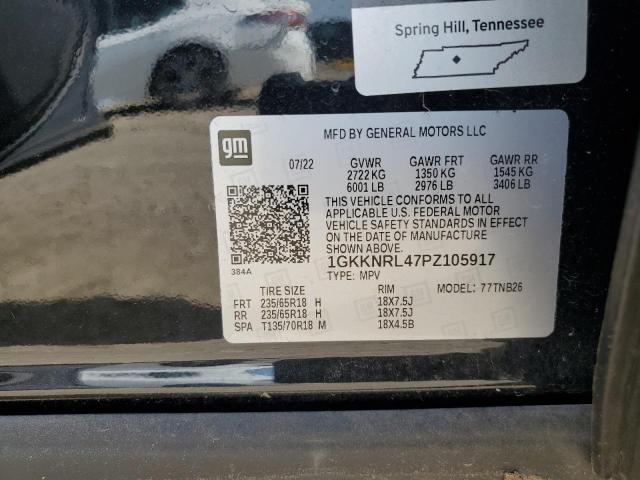 Spring Hill, Tennessee
gm
MFD BY GENERAL MOTORS LLC
07/22 GVWR GAWR FRT GAWR RR
2722 KG 1350 KG 1545 KG
6001 LB 2976 LB 3406 LB
THIS VEHICLE CONFORMS TO ALL
APPLICABLE U.S. FEDERAL MOTOR
VEHICLE SAFETY STANDARDS IN EFFECT
ON THE DATE OF MANUFACTURE
SHOWN ABOVE.
384A
1GKKNRL47PZ105917
TYPE: MPV MODEL: 77TNB26
TIRE SIZE RIM
FRT 235/65R18 H 18X7.5J
RR 235/65R18 H 18X7.5J
SPA T135/70R18 M 18X4.5B